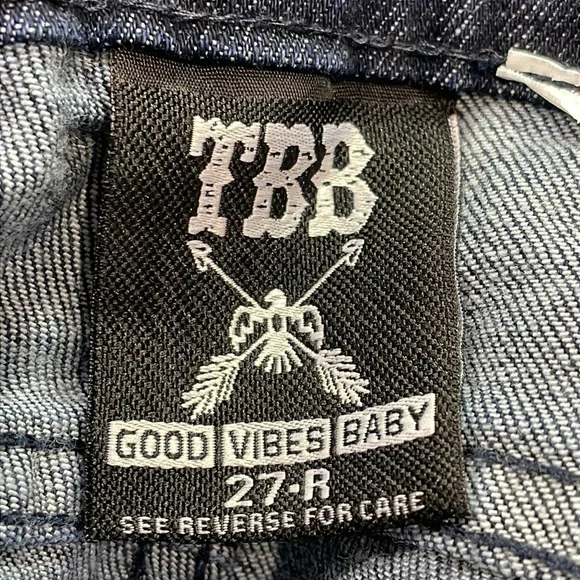 TBB
GOOD VIBES BABY
27-R
SEE REVERSE FOR CARE